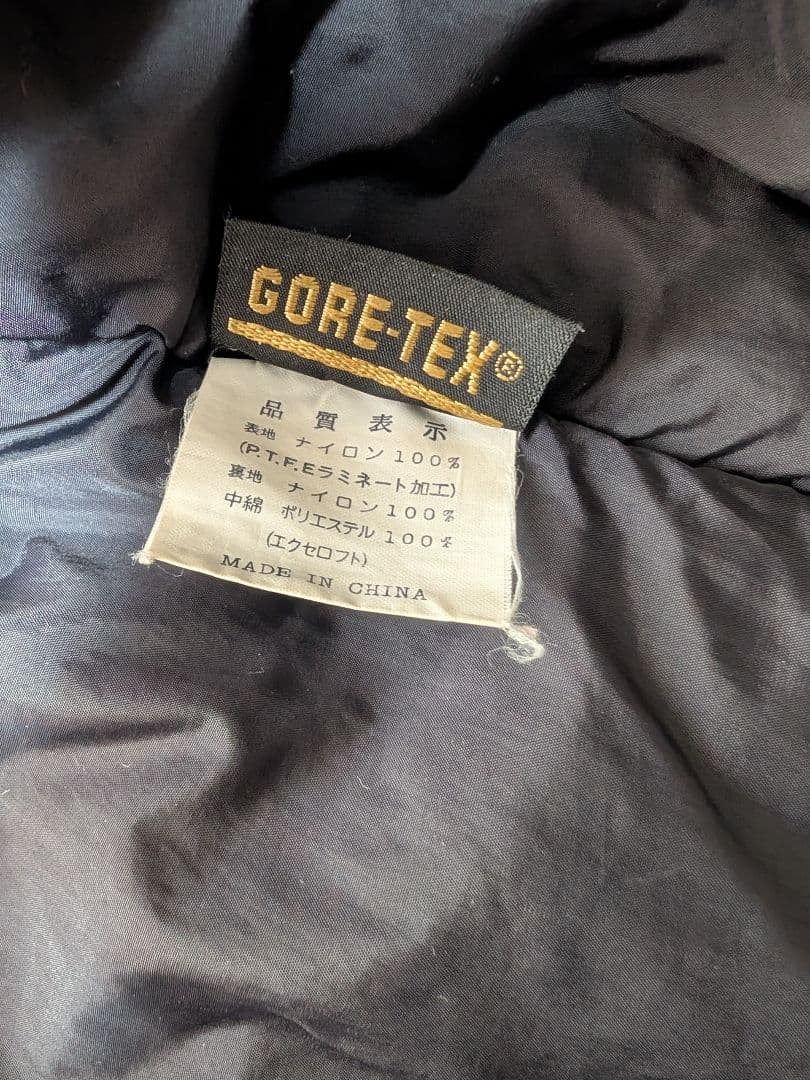 GORE-TEX®
品質表示
表地 ナイロン100%
(P.T.F.Eラミネート加工)
裏地 ナイロン100%
中綿 ポリエステル100%
(エクセロフト)
MADE IN CHINA